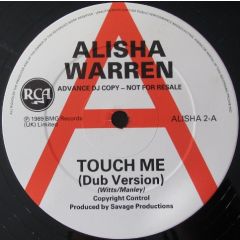 ALISHA
WARREN
ADVANCE DJ COPY – NOT FOR RESALE
RCA
℗ 1989 BMG Records
(UK) Limited
ALISHA 2-A
TOUCH ME
(Dub Version)
(Witts/Manley)
Copyright Control
Produced by Savage Productions